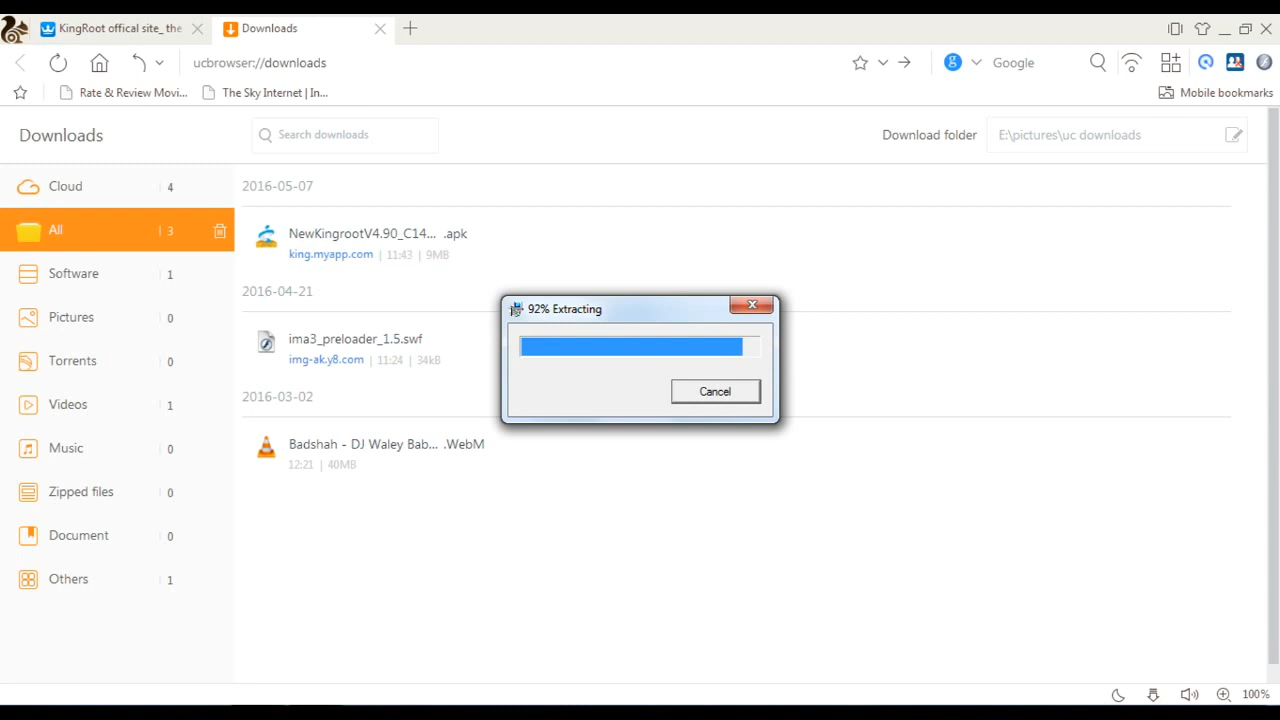 KingRoot offical site_ the
Downloads
ucbrowser://downloads
Google
Rate & Review Movi...
The Sky Internet | In...
Mobile bookmarks
Downloads
Search downloads
Download folder
E:\pictures\uc downloads
Cloud 4
All 3
Software 1
Pictures 0
Torrents 0
Videos 1
Music 0
Zipped files 0
Document 0
Others 1
2016-05-07
NewKingrootV4.90_C14... .apk
king.myapp.com | 11:43 | 9MB
2016-04-21
ima3_preloader_1.5.swf
img-ak.y8.com | 11:24 | 34kB
2016-03-02
Badshah - DJ Waley Bab... .WebM
12:21 | 40MB
92% Extracting
Cancel
100%